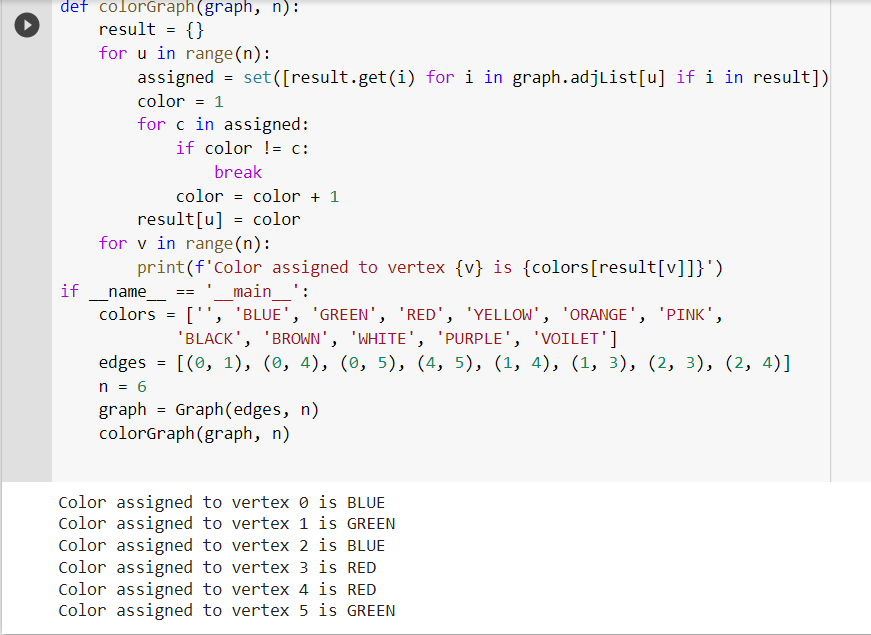 def colorGraph(graph, n):
    result = {}
    for u in range(n):
        assigned = set([result.get(i) for i in graph.adjList[u] if i in result])
        color = 1
        for c in assigned:
            if color != c:
                break
            color = color + 1
        result[u] = color
    for v in range(n):
        print(f'Color assigned to vertex {v} is {colors[result[v]]}')
if __name__ == '__main__':
    colors = ['', 'BLUE', 'GREEN', 'RED', 'YELLOW', 'ORANGE', 'PINK',
            'BLACK', 'BROWN', 'WHITE', 'PURPLE', 'VOILET']
    edges = [(0, 1), (0, 4), (0, 5), (4, 5), (1, 4), (1, 3), (2, 3), (2, 4)]
    n = 6
    graph = Graph(edges, n)
    colorGraph(graph, n)
Color assigned to vertex 0 is BLUE
Color assigned to vertex 1 is GREEN
Color assigned to vertex 2 is BLUE
Color assigned to vertex 3 is RED
Color assigned to vertex 4 is RED
Color assigned to vertex 5 is GREEN